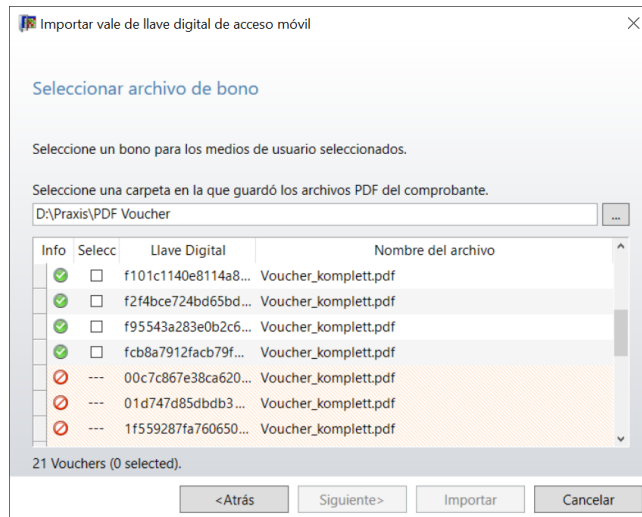 Importar vale de llave digital de acceso móvil
Seleccionar archivo de bono
Seleccione un bono para los medios de usuario seleccionados.
Seleccione una carpeta en la que guardó los archivos PDF del comprobante.
D:\Praxis\PDF Voucher ...
Info Selecc Llave Digital Nombre del archivo
f101c1140e8114a8... Voucher_komplett.pdf
f2f4bce724bd65bd... Voucher_komplett.pdf
f95543a283e0b2c6... Voucher_komplett.pdf
fcb8a7912facb79f... Voucher_komplett.pdf
--- 00c7c867e38ca620... Voucher_komplett.pdf
--- 01d747d85dbdb3... Voucher_komplett.pdf
--- 1f559287fa760650... Voucher_komplett.pdf
21 Vouchers (0 selected).
<Atrás Siguiente> Importar Cancelar